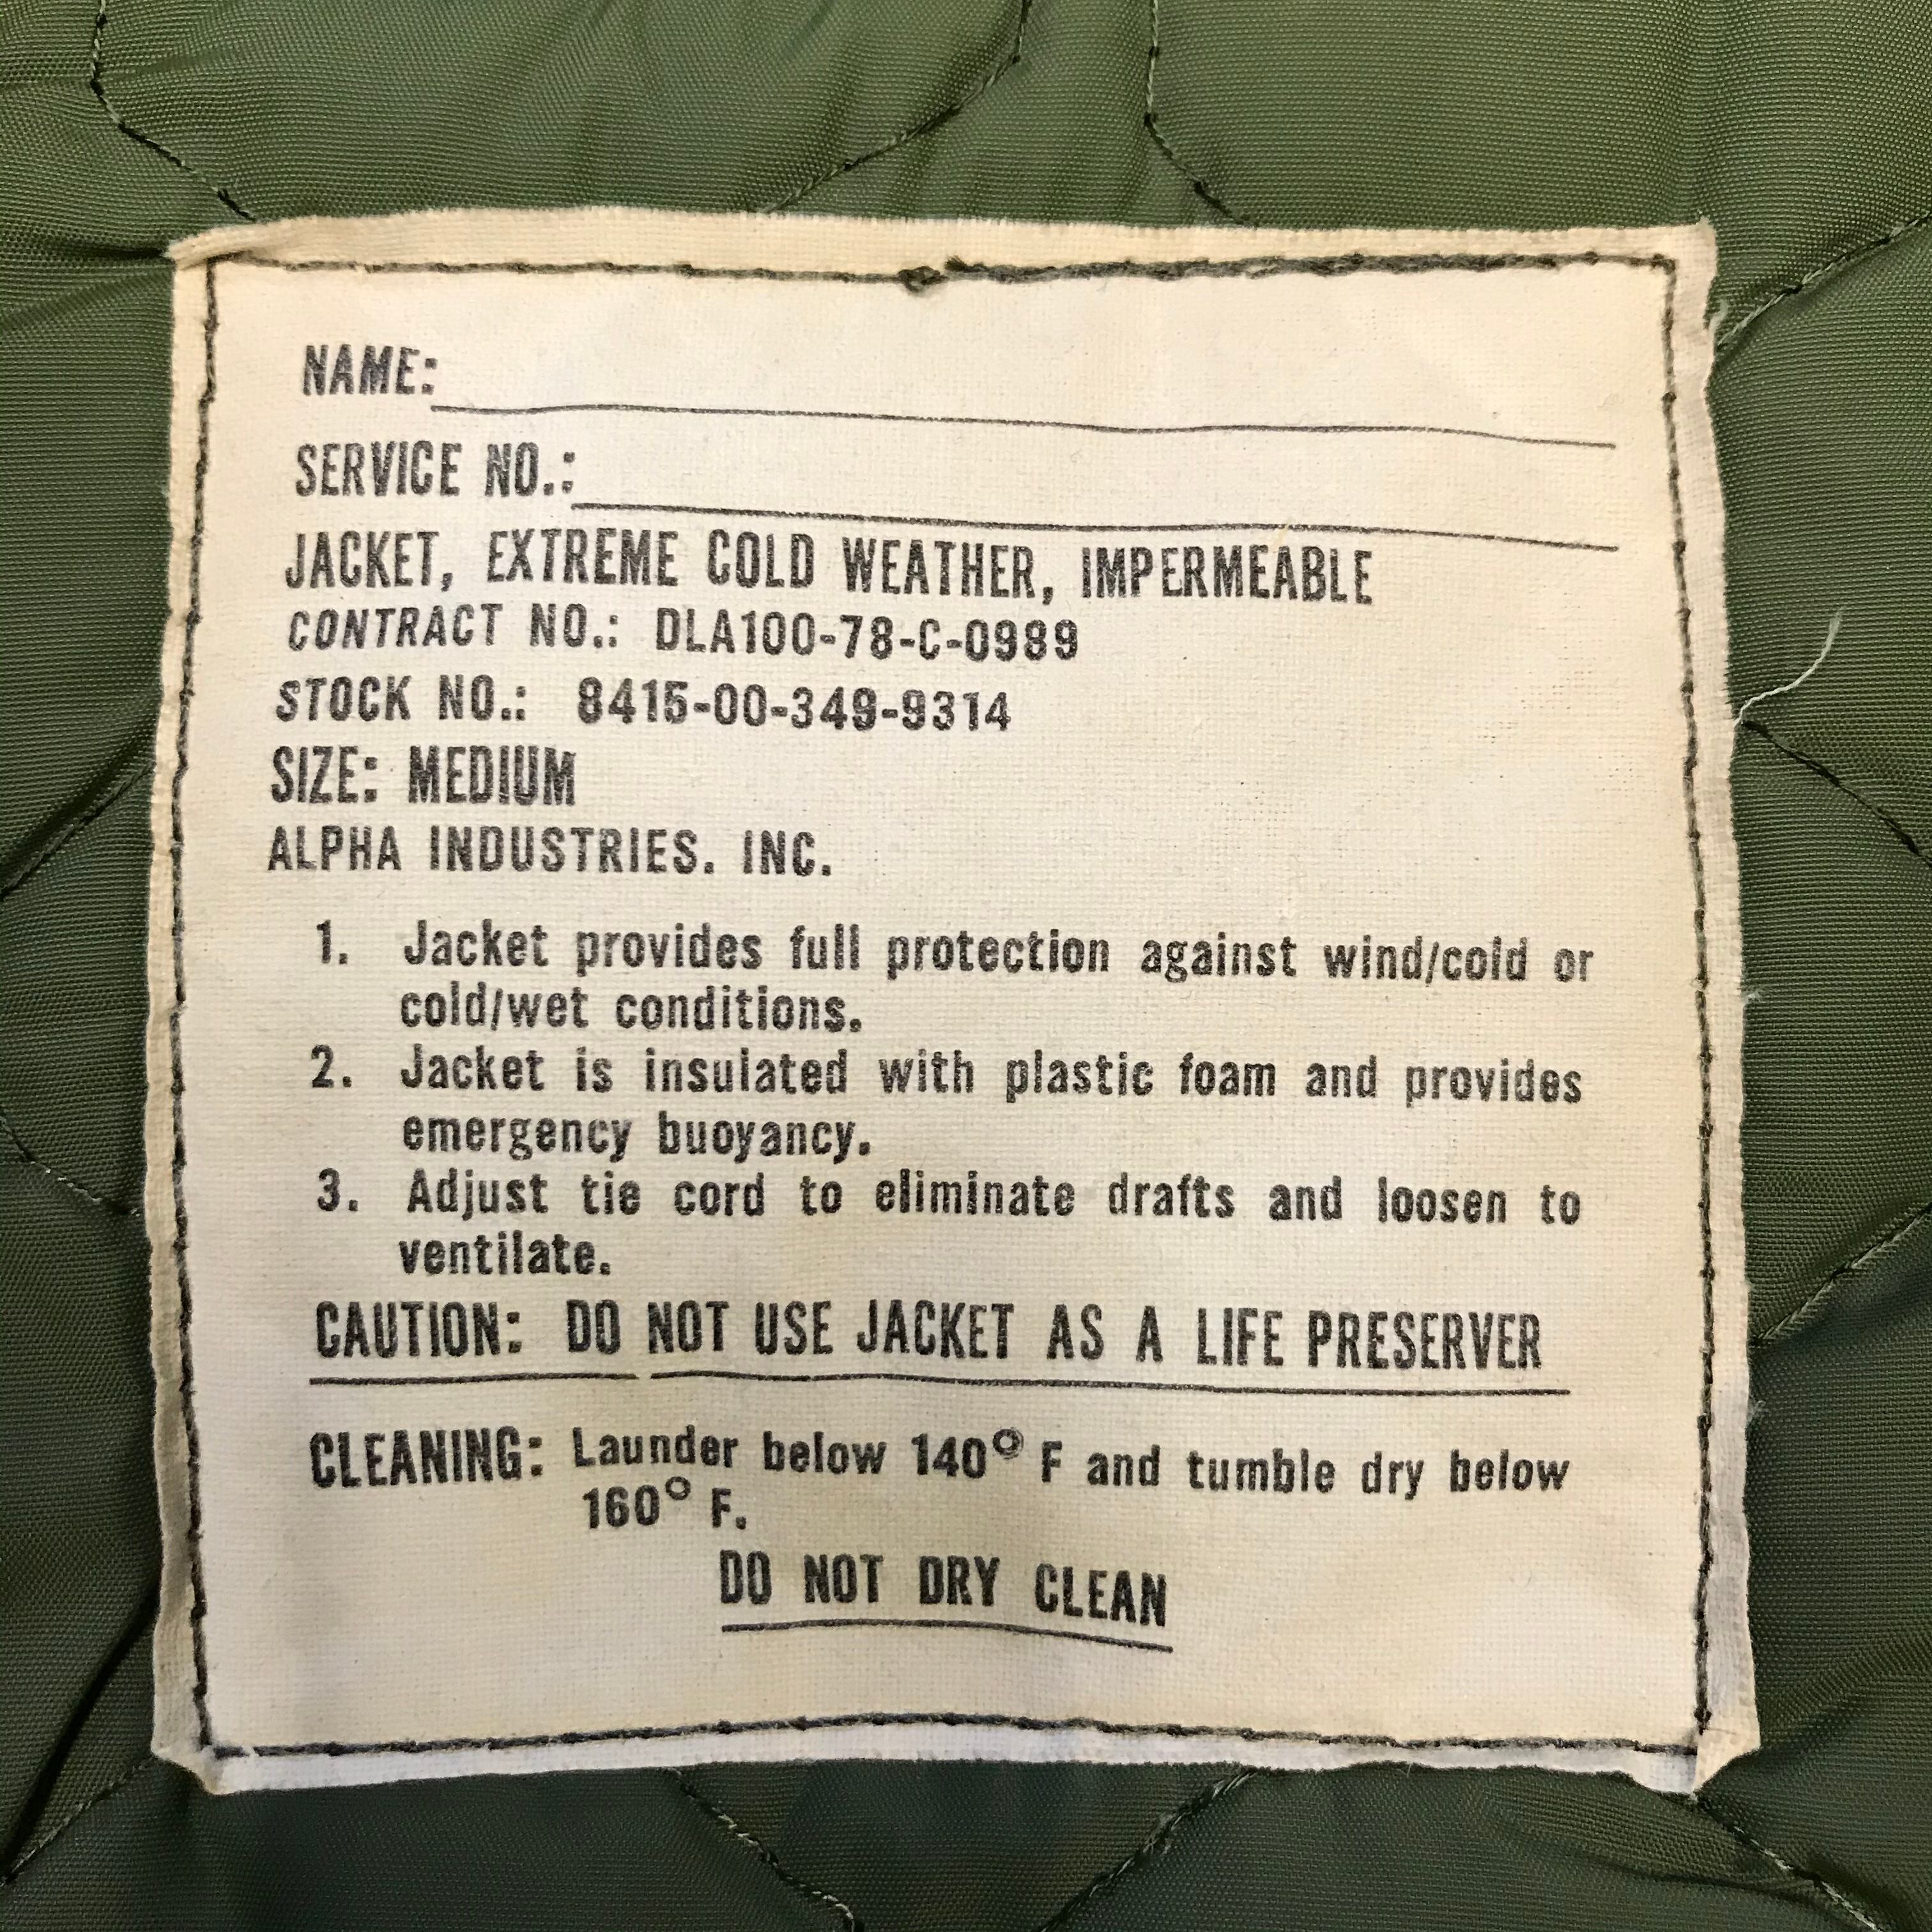 NAME:
SERVICE NO.:
JACKET, EXTREME COLD WEATHER, IMPERMEABLE
CONTRACT NO.: DLA100-78-C-0989
STOCK NO.: 8415-00-349-9314
SIZE: MEDIUM
ALPHA INDUSTRIES. INC.
1. Jacket provides full protection against wind/cold or
cold/wet conditions.
2. Jacket is insulated with plastic foam and provides
emergency buoyancy.
3. Adjust tie cord to eliminate drafts and loosen to
ventilate.
CAUTION: DO NOT USE JACKET AS A LIFE PRESERVER
CLEANING: Launder below 140° F and tumble dry below
160° F.
DO NOT DRY CLEAN